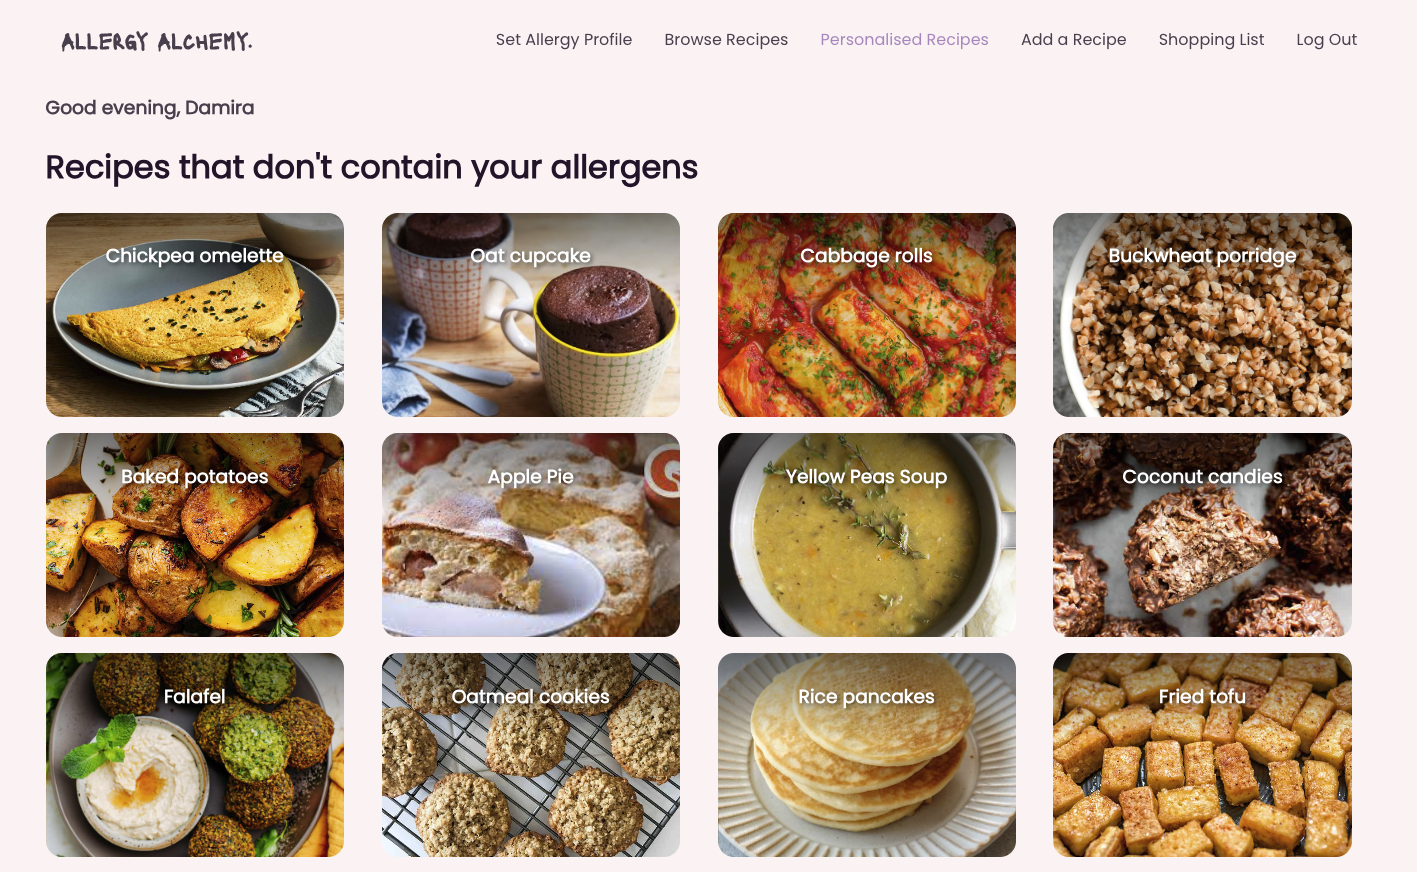 ALLERGY ALCHEMY.
Set Allergy Profile
Browse Recipes
Personalised Recipes
Add a Recipe
Shopping List
Log Out
Good evening, Damira
Recipes that don't contain your allergens
Chickpea omelette
Oat cupcake
Cabbage rolls
Buckwheat porridge
Baked potatoes
Apple Pie
Yellow Peas Soup
Coconut candies
Falafel
Oatmeal cookies
Rice pancakes
Fried tofu